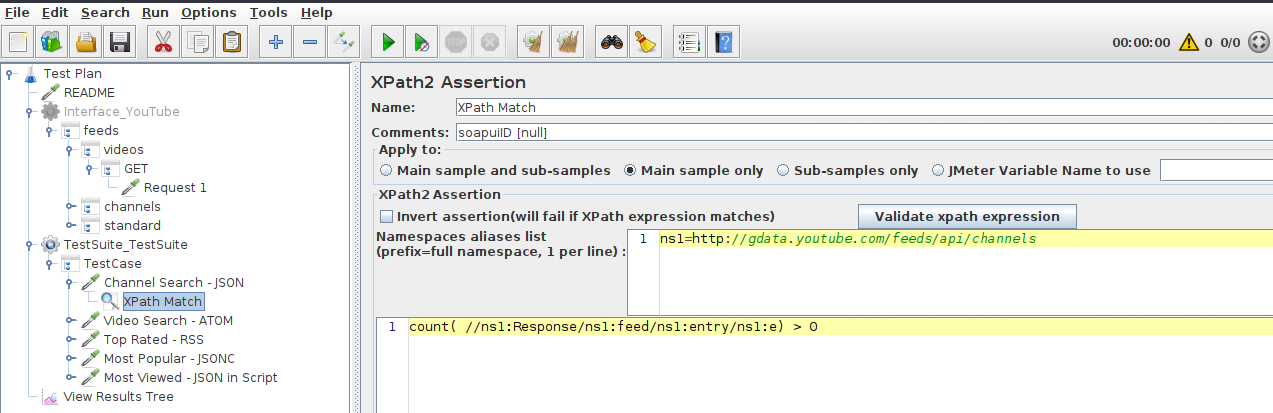 File Edit Search Run Options Tools Help
STOP
00:00:00 0 0/0
Test Plan
README
Interface_YouTube
feeds
videos
GET
Request 1
channels
standard
TestSuite_TestSuite
TestCase
Channel Search - JSON
XPath Match
Video Search - ATOM
Top Rated - RSS
Most Popular - JSONC
Most Viewed - JSON in Script
View Results Tree
XPath2 Assertion
Name: XPath Match
Comments: soapuiID [null]
Apply to:
Main sample and sub-samples Main sample only Sub-samples only JMeter Variable Name to use
XPath2 Assertion
Invert assertion(will fail if XPath expression matches) Validate xpath expression
Namespaces aliases list
(prefix=full namespace, 1 per line) :
1 ns1=http://gdata.youtube.com/feeds/api/channels
1 count( //ns1:Response/ns1:feed/ns1:entry/ns1:e) > 0